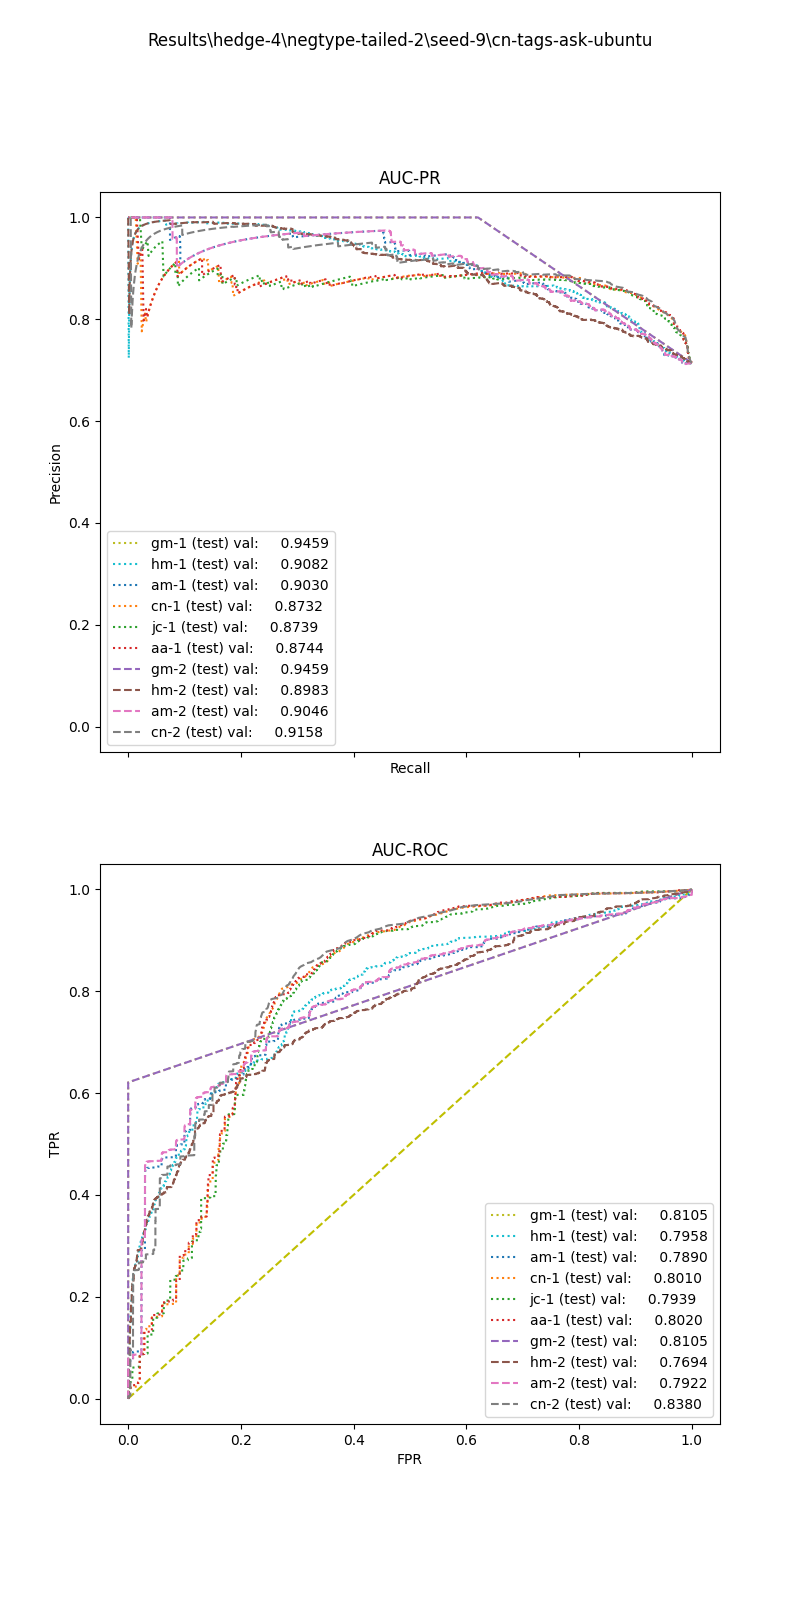 Results\hedge-4\negtype-tailed-2\seed-9\cn-tags-ask-ubuntu
AUC-PR
1.0
0.8
0.6
0.4
0.2
0.0
Precision
gm-1 (test) val: 0.9459
hm-1 (test) val: 0.9082
am-1 (test) val: 0.9030
cn-1 (test) val: 0.8732
jc-1 (test) val: 0.8739
aa-1 (test) val: 0.8744
gm-2 (test) val: 0.9459
hm-2 (test) val: 0.8983
am-2 (test) val: 0.9046
cn-2 (test) val: 0.9158
Recall
AUC-ROC
1.0
0.8
0.6
0.4
0.2
0.0
TPR
gm-1 (test) val: 0.8105
hm-1 (test) val: 0.7958
am-1 (test) val: 0.7890
cn-1 (test) val: 0.8010
jc-1 (test) val: 0.7939
aa-1 (test) val: 0.8020
gm-2 (test) val: 0.8105
hm-2 (test) val: 0.7694
am-2 (test) val: 0.7922
cn-2 (test) val: 0.8380
0.0 0.2 0.4 0.6 0.8 1.0
FPR